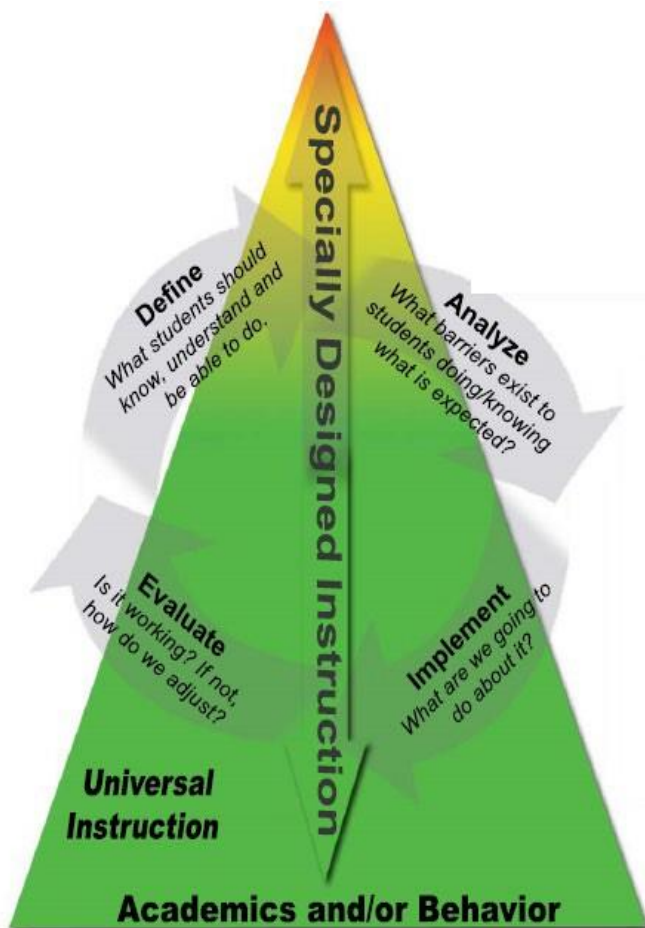 Specially Designed Instruction
Define
What students should
know, understand and
be able to do.
Analyze
What barriers exist to
students doing/knowing
what is expected?
Implement
What are we going to
do about it?
Evaluate
Is it working? If not,
how do we adjust?
Universal
Instruction
Academics and/or Behavior